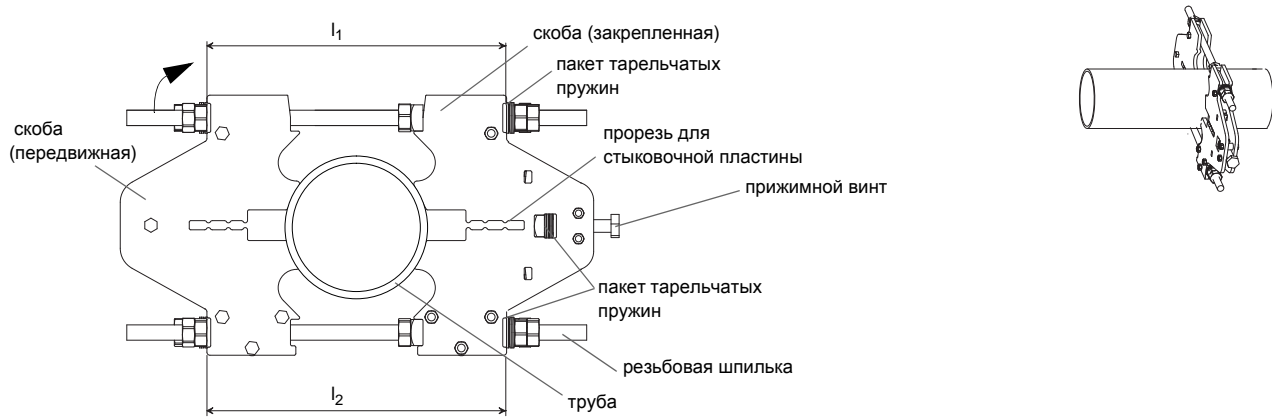 l₁
скоба (закрепленная)
пакет тарельчатых
пружин
скоба
(передвижная)
прорезь для
стыковочной пластины
прижимной винт
пакет тарельчатых
пружин
резьбовая шпилька
l₂
труба